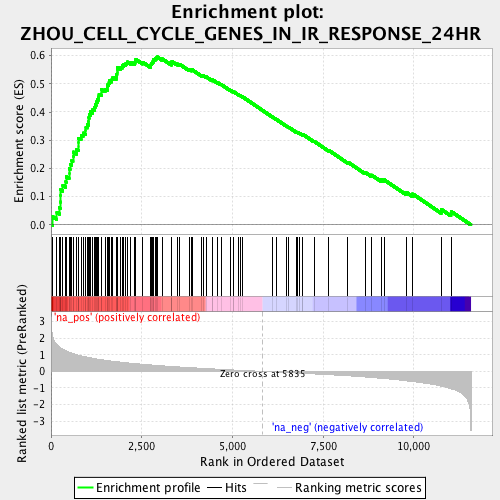 Enrichment plot:
ZHOU_CELL_CYCLE_GENES_IN_IR_RESPONSE_24HR
Enrichment score (ES)
0.6
0.5
0.4
0.3
0.2
0.1
0.0
'na_pos' (positively correlated)
Ranked list metric (PreRanked)
3
2
1
0
-1
-2
-3
Zero cross at 5835
'na_neg' (negatively correlated)
0
2,500
5,000
7,500
10,000
Rank in Ordered Dataset
Enrichment profile
Hits
Ranking metric scores